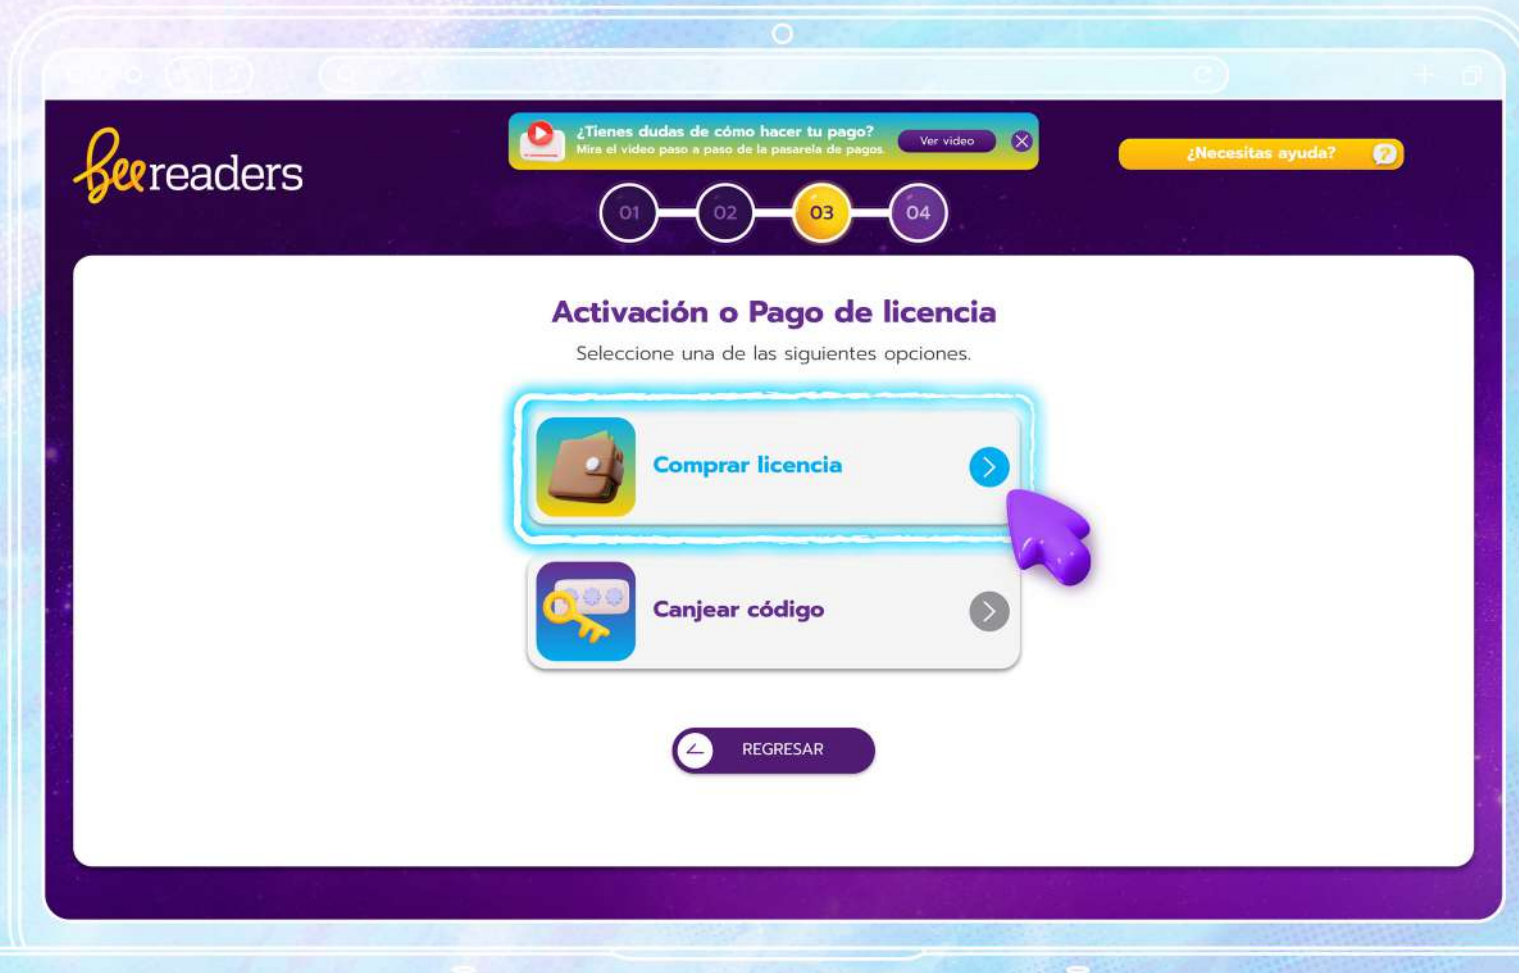 beereaders
¿Tienes dudas de cómo hacer tu pago?
Mira el video paso a paso de la pasarela de pagos.
Ver video
¿Necesitas ayuda?
01
02
03
04
Activación o Pago de licencia
Seleccione una de las siguientes opciones.
Comprar licencia
Canjear código
REGRESAR